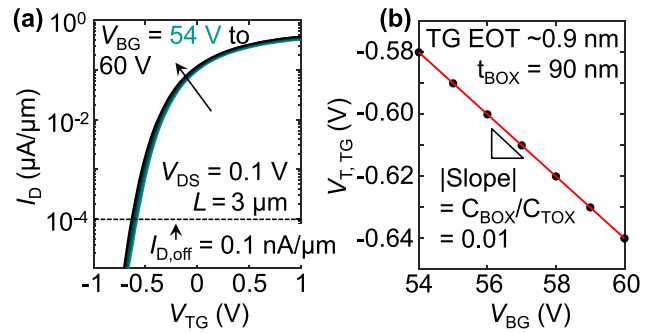 (a)
V_BG = 54 V to
60 V
V_DS = 0.1 V
L = 3 μm
I_D,off = 0.1 nA/μm
I_D (μA/μm)
10^0
10^-2
10^-4
-1 -0.5 0 0.5 1
V_TG (V)
(b)
TG EOT ~0.9 nm
t_BOX = 90 nm
|Slope|
= C_BOX/C_TOX
= 0.01
V_T,TG (V)
-0.58
-0.60
-0.62
-0.64
54 56 58 60
V_BG (V)